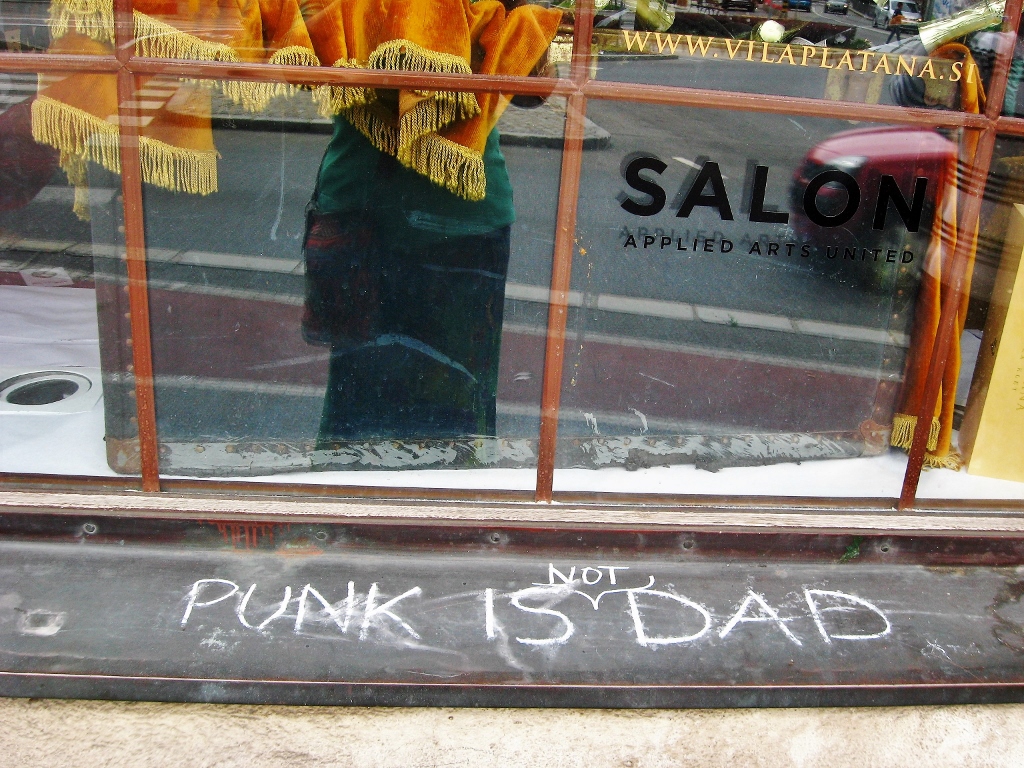 WWW.VILAPLATANA.SI
SALON
APPLIED ARTS UNITED
NOT
PUNK IS DAD